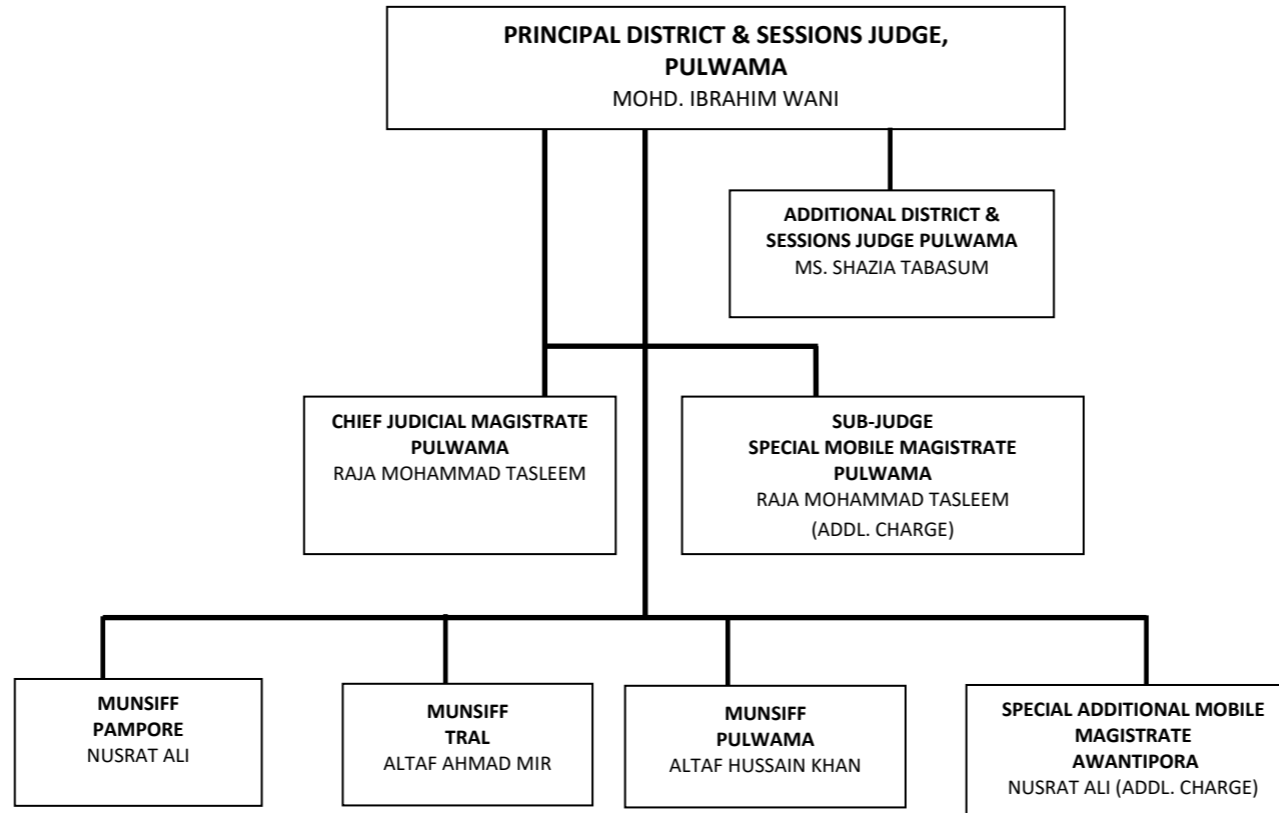 PRINCIPAL DISTRICT & SESSIONS JUDGE,
PULWAMA
MOHD. IBRAHIM WANI
ADDITIONAL DISTRICT &
SESSIONS JUDGE PULWAMA
MS. SHAZIA TABASUM
CHIEF JUDICIAL MAGISTRATE
PULWAMA
RAJA MOHAMMAD TASLEEM
SUB-JUDGE
SPECIAL MOBILE MAGISTRATE
PULWAMA
RAJA MOHAMMAD TASLEEM
(ADDL. CHARGE)
MUNSIFF
PAMPORE
NUSRAT ALI
MUNSIFF
TRAL
ALTAF AHMAD MIR
MUNSIFF
PULWAMA
ALTAF HUSSAIN KHAN
SPECIAL ADDITIONAL MOBILE
MAGISTRATE
AWANTIPORA
NUSRAT ALI (ADDL. CHARGE)